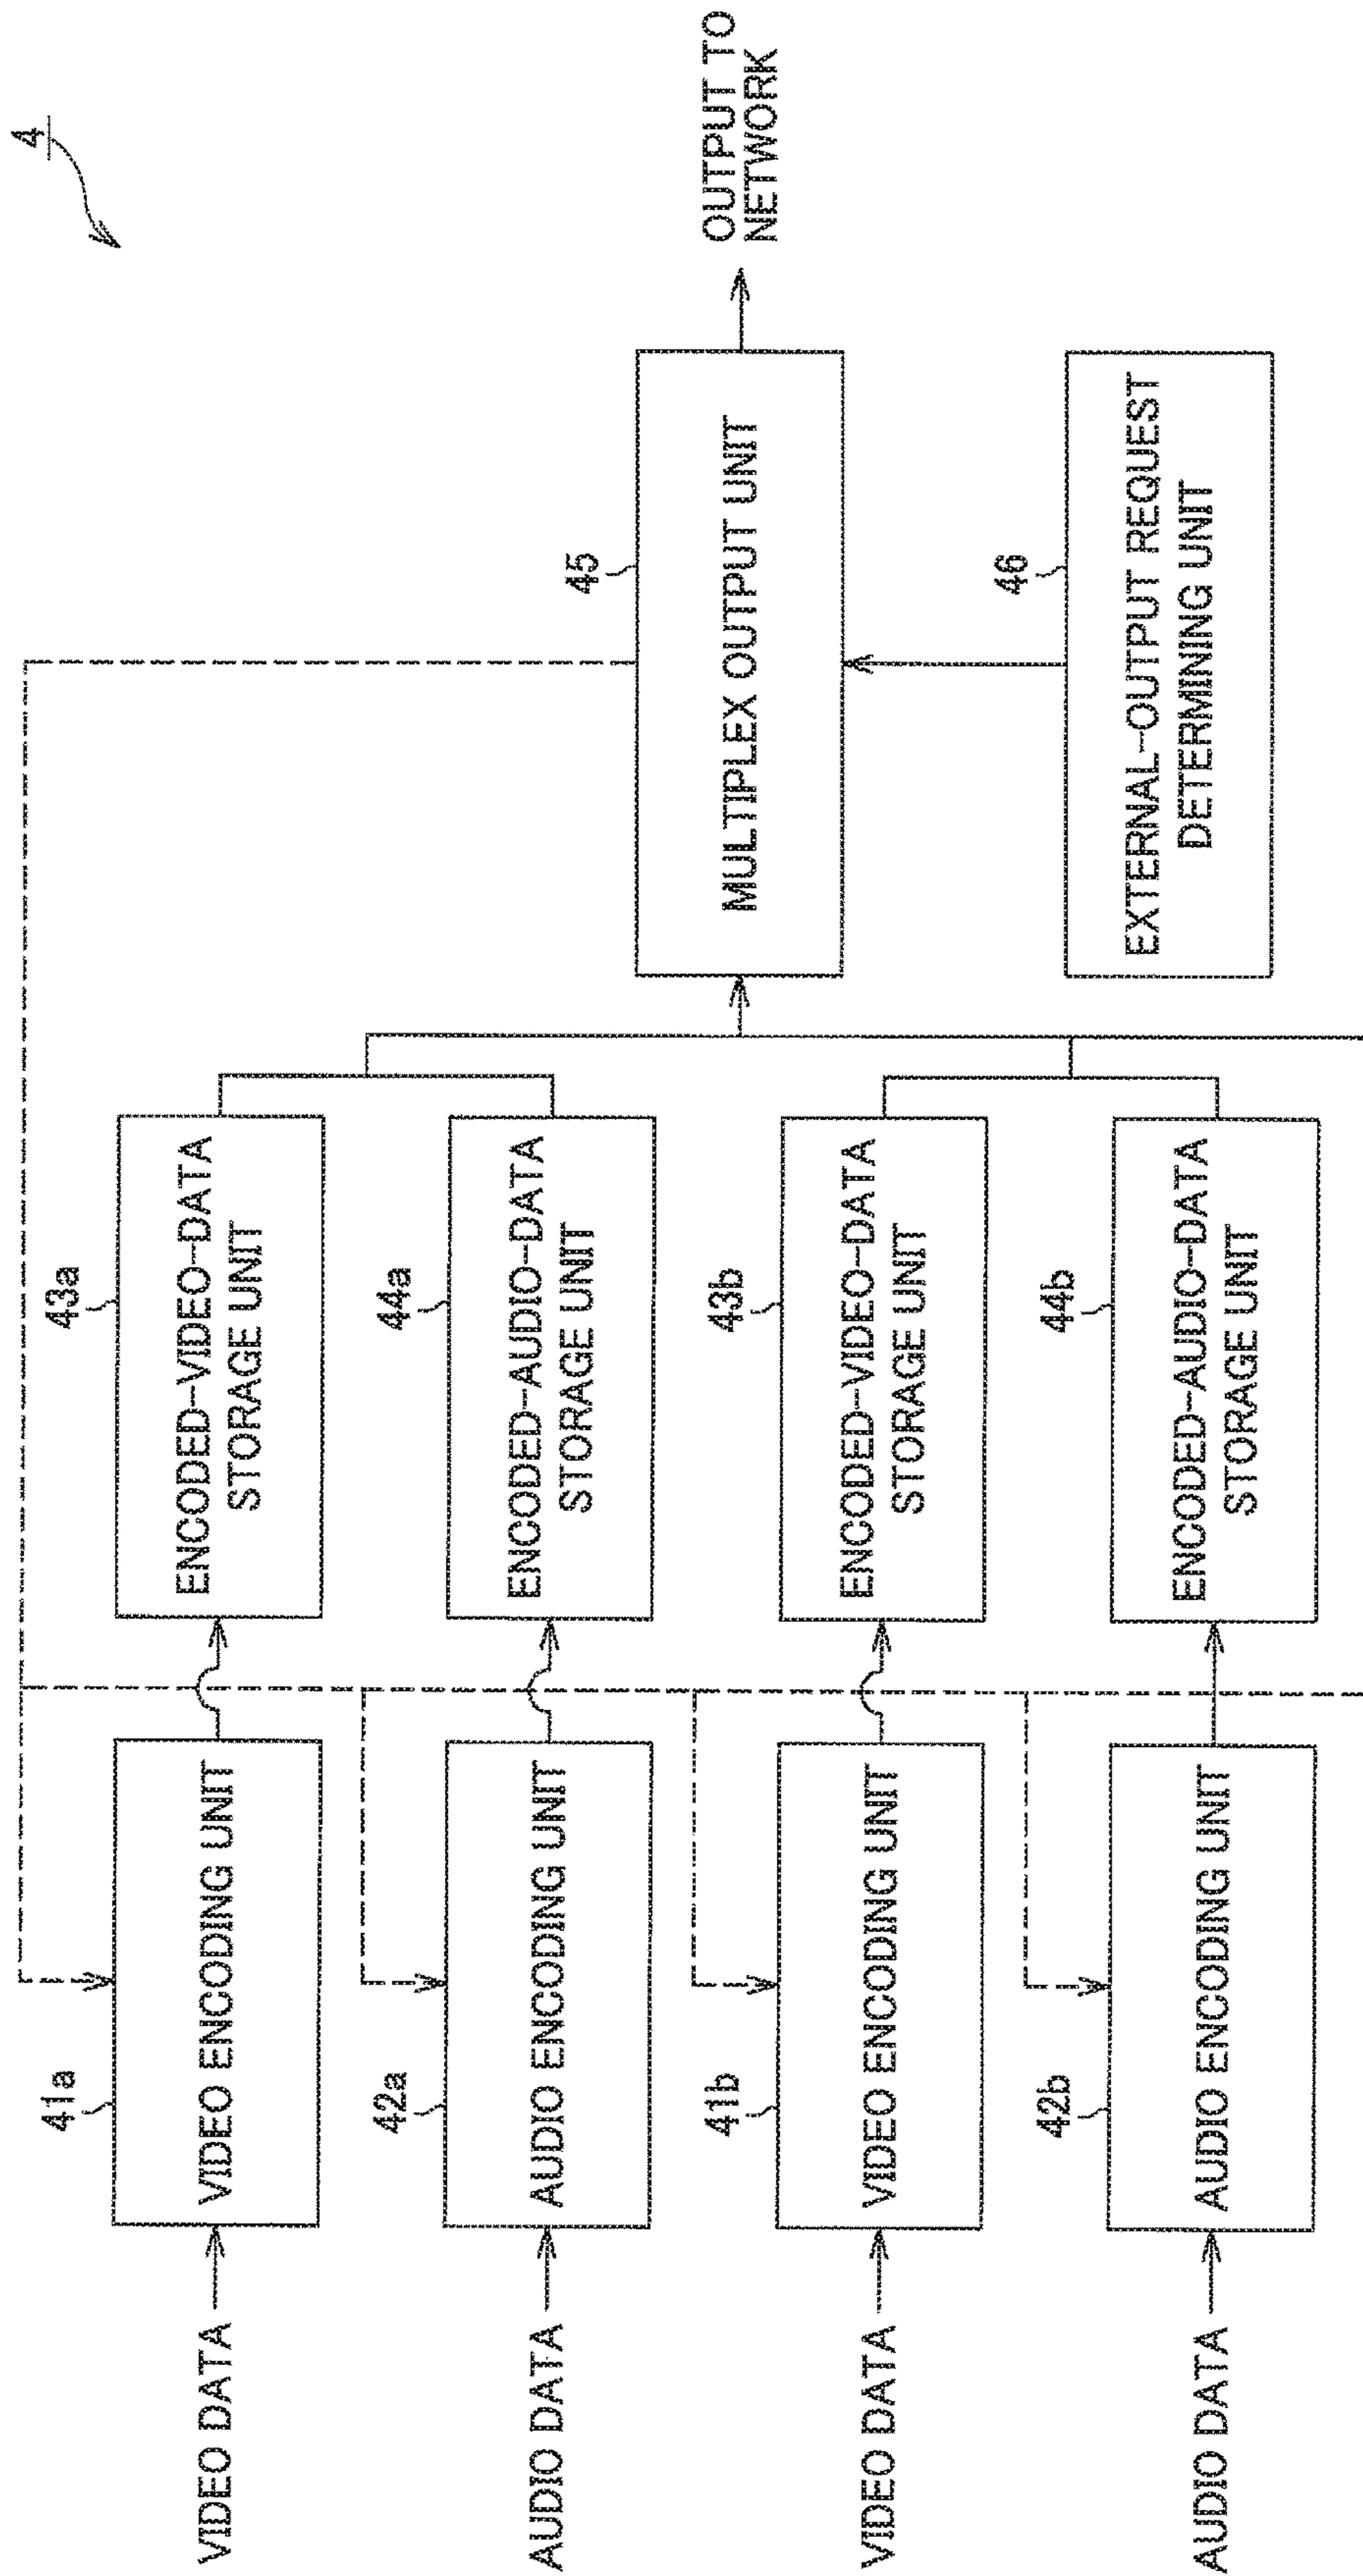 4
VIDEO DATA
41a
VIDEO ENCODING UNIT
43a
ENCODED-VIDEO-DATA
STORAGE UNIT
AUDIO DATA
42a
AUDIO ENCODING UNIT
44a
ENCODED-AUDIO-DATA
STORAGE UNIT
45
MULTIPLEX OUTPUT UNIT
OUTPUT TO
NETWORK
VIDEO DATA
41b
VIDEO ENCODING UNIT
43b
ENCODED-VIDEO-DATA
STORAGE UNIT
46
EXTERNAL-OUTPUT REQUEST
DETERMINING UNIT
AUDIO DATA
42b
AUDIO ENCODING UNIT
44b
ENCODED-AUDIO-DATA
STORAGE UNIT